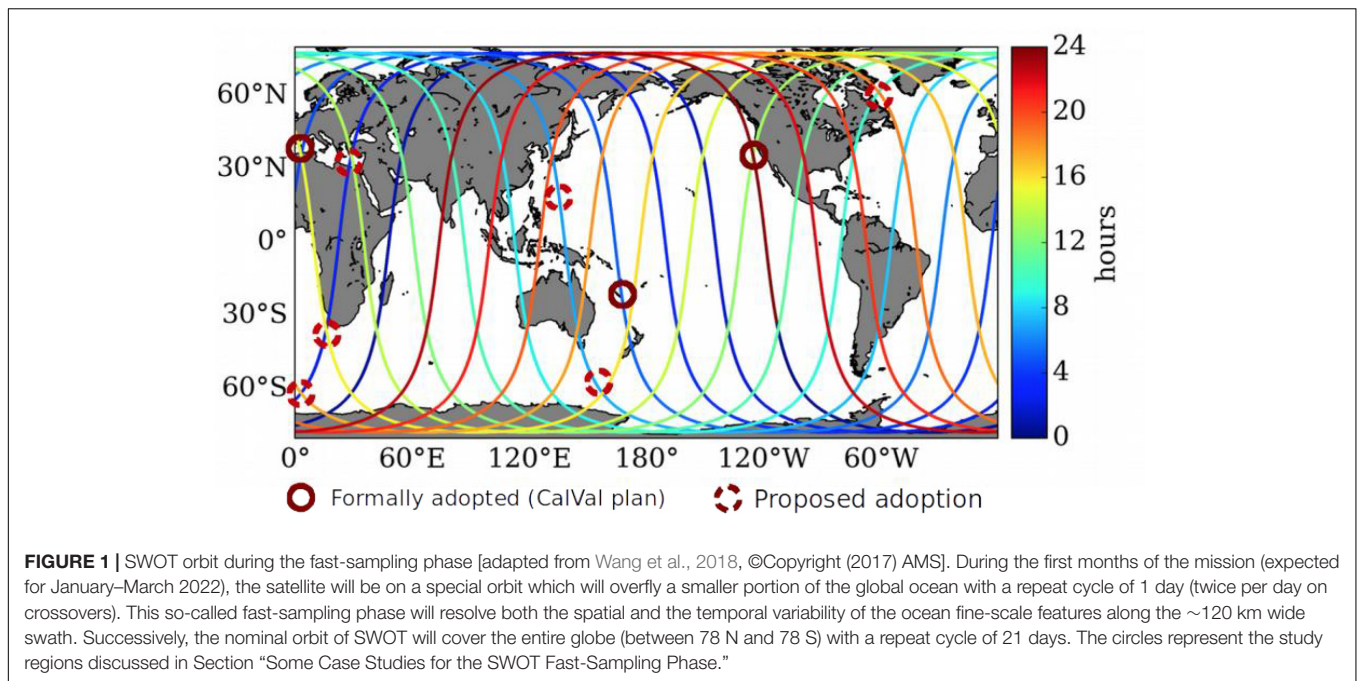 60°N
30°N
0°
30°S
60°S
0°
60°E
120°E
180°
120°W
60°W
24
20
16
12
8
4
0
hours
Formally adopted (CalVal plan)
Proposed adoption
FIGURE 1 | SWOT orbit during the fast-sampling phase [adapted from Wang et al., 2018, ©Copyright (2017) AMS]. During the first months of the mission (expected
for January–March 2022), the satellite will be on a special orbit which will overfly a smaller portion of the global ocean with a repeat cycle of 1 day (twice per day on
crossovers). This so-called fast-sampling phase will resolve both the spatial and the temporal variability of the ocean fine-scale features along the ∼120 km wide
swath. Successively, the nominal orbit of SWOT will cover the entire globe (between 78 N and 78 S) with a repeat cycle of 21 days. The circles represent the study
regions discussed in Section “Some Case Studies for the SWOT Fast-Sampling Phase.”